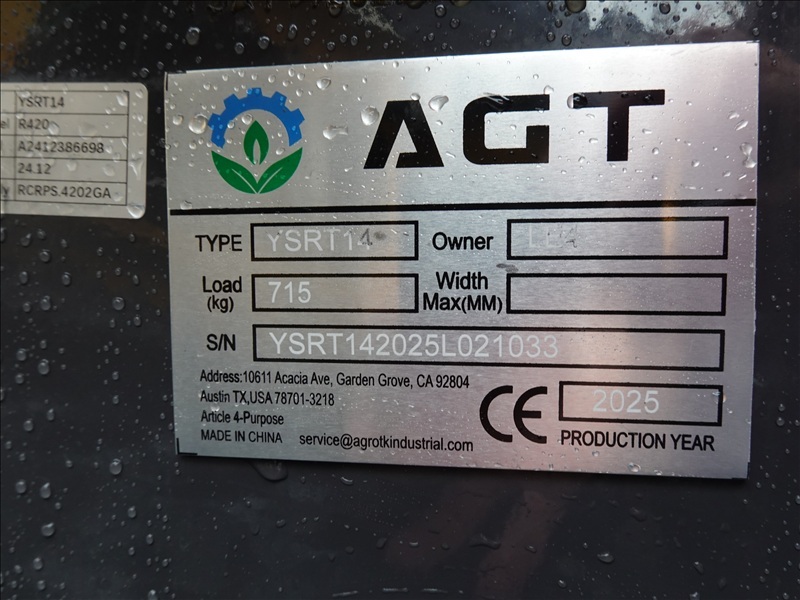 YSRT14
R420
A2412386698
24.12
RCRPS.4202GA
AGT
TYPE YSRT14 Owner
Load (kg) 715 Width Max(MM)
S/N YSRT142025L021033
Address:10611 Acacia Ave, Garden Grove, CA 92804
Austin TX,USA 78701-3218
Article 4-Purpose
MADE IN CHINA service@agrotkindustrial.com
CE 2025
PRODUCTION YEAR